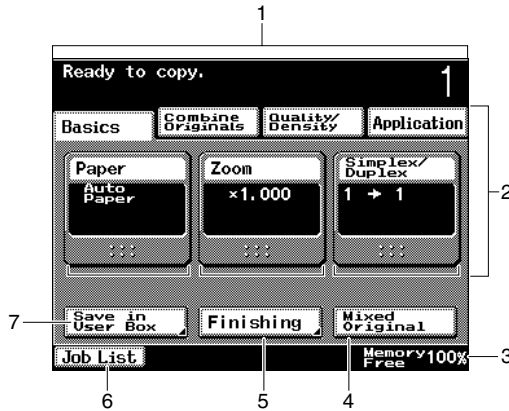 1
Ready to copy. 1
Basics
Combine
Originals
Quality/
Density
Application
Paper
Auto
Paper
Zoom
×1.000
Simplex/
Duplex
1 → 1
2
7
Save in
User Box
Finishing
Mixed
Original
Job List
Memory
Free 100%
3
6 5 4